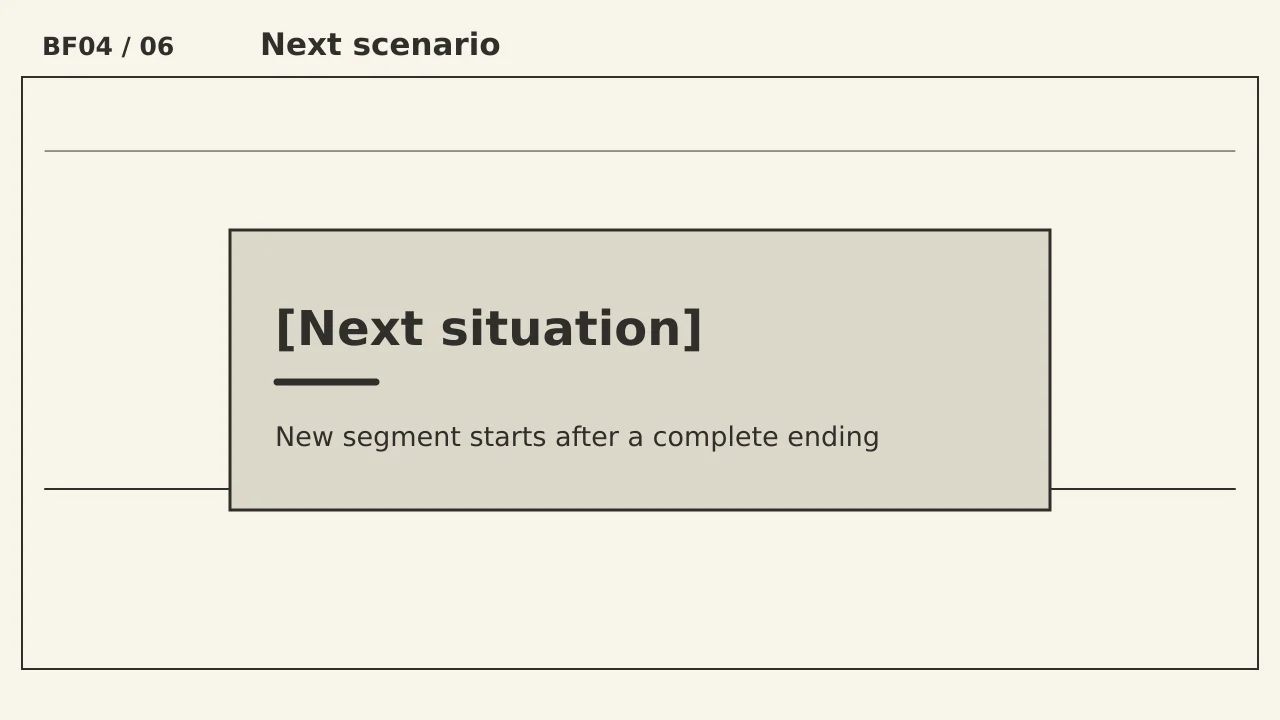 BF04 / 06
Next scenario
[Next situation]
New segment starts after a complete ending